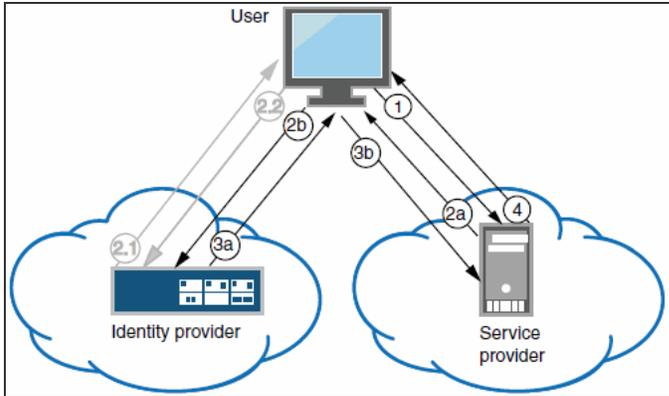 User
2.2
1
2b
3b
2a
4
2.1
3a
Identity provider
Service
provider